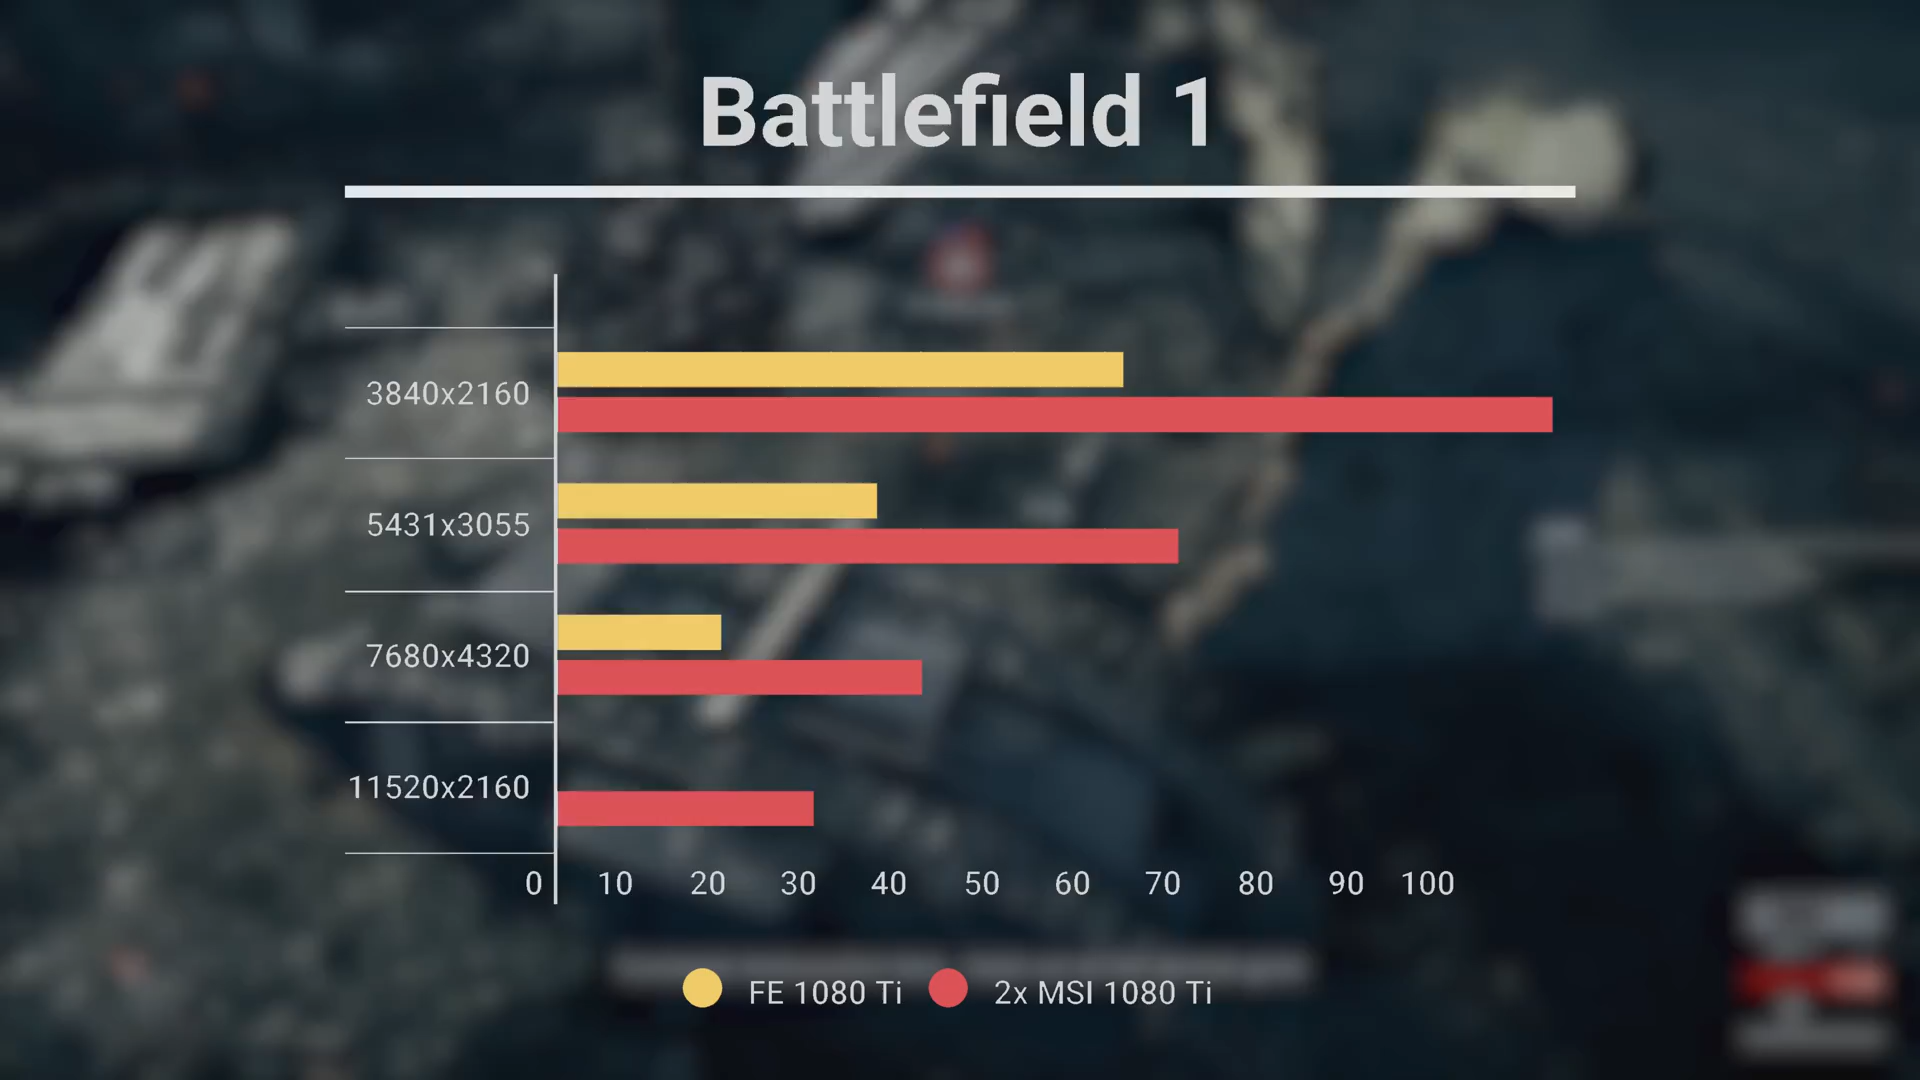 Battlefield 1
3840x2160
5431x3055
7680x4320
11520x2160
0 10 20 30 40 50 60 70 80 90 100
FE 1080 Ti 2x MSI 1080 Ti